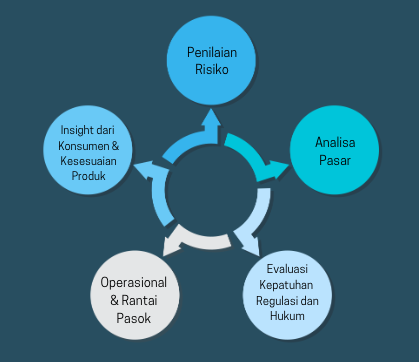 Penilaian
Risiko
Analisa
Pasar
Evaluasi
Kepatuhan
Regulasi dan
Hukum
Operasional
& Rantai
Pasok
Insight dari
Konsumen &
Kesesuaian
Produk